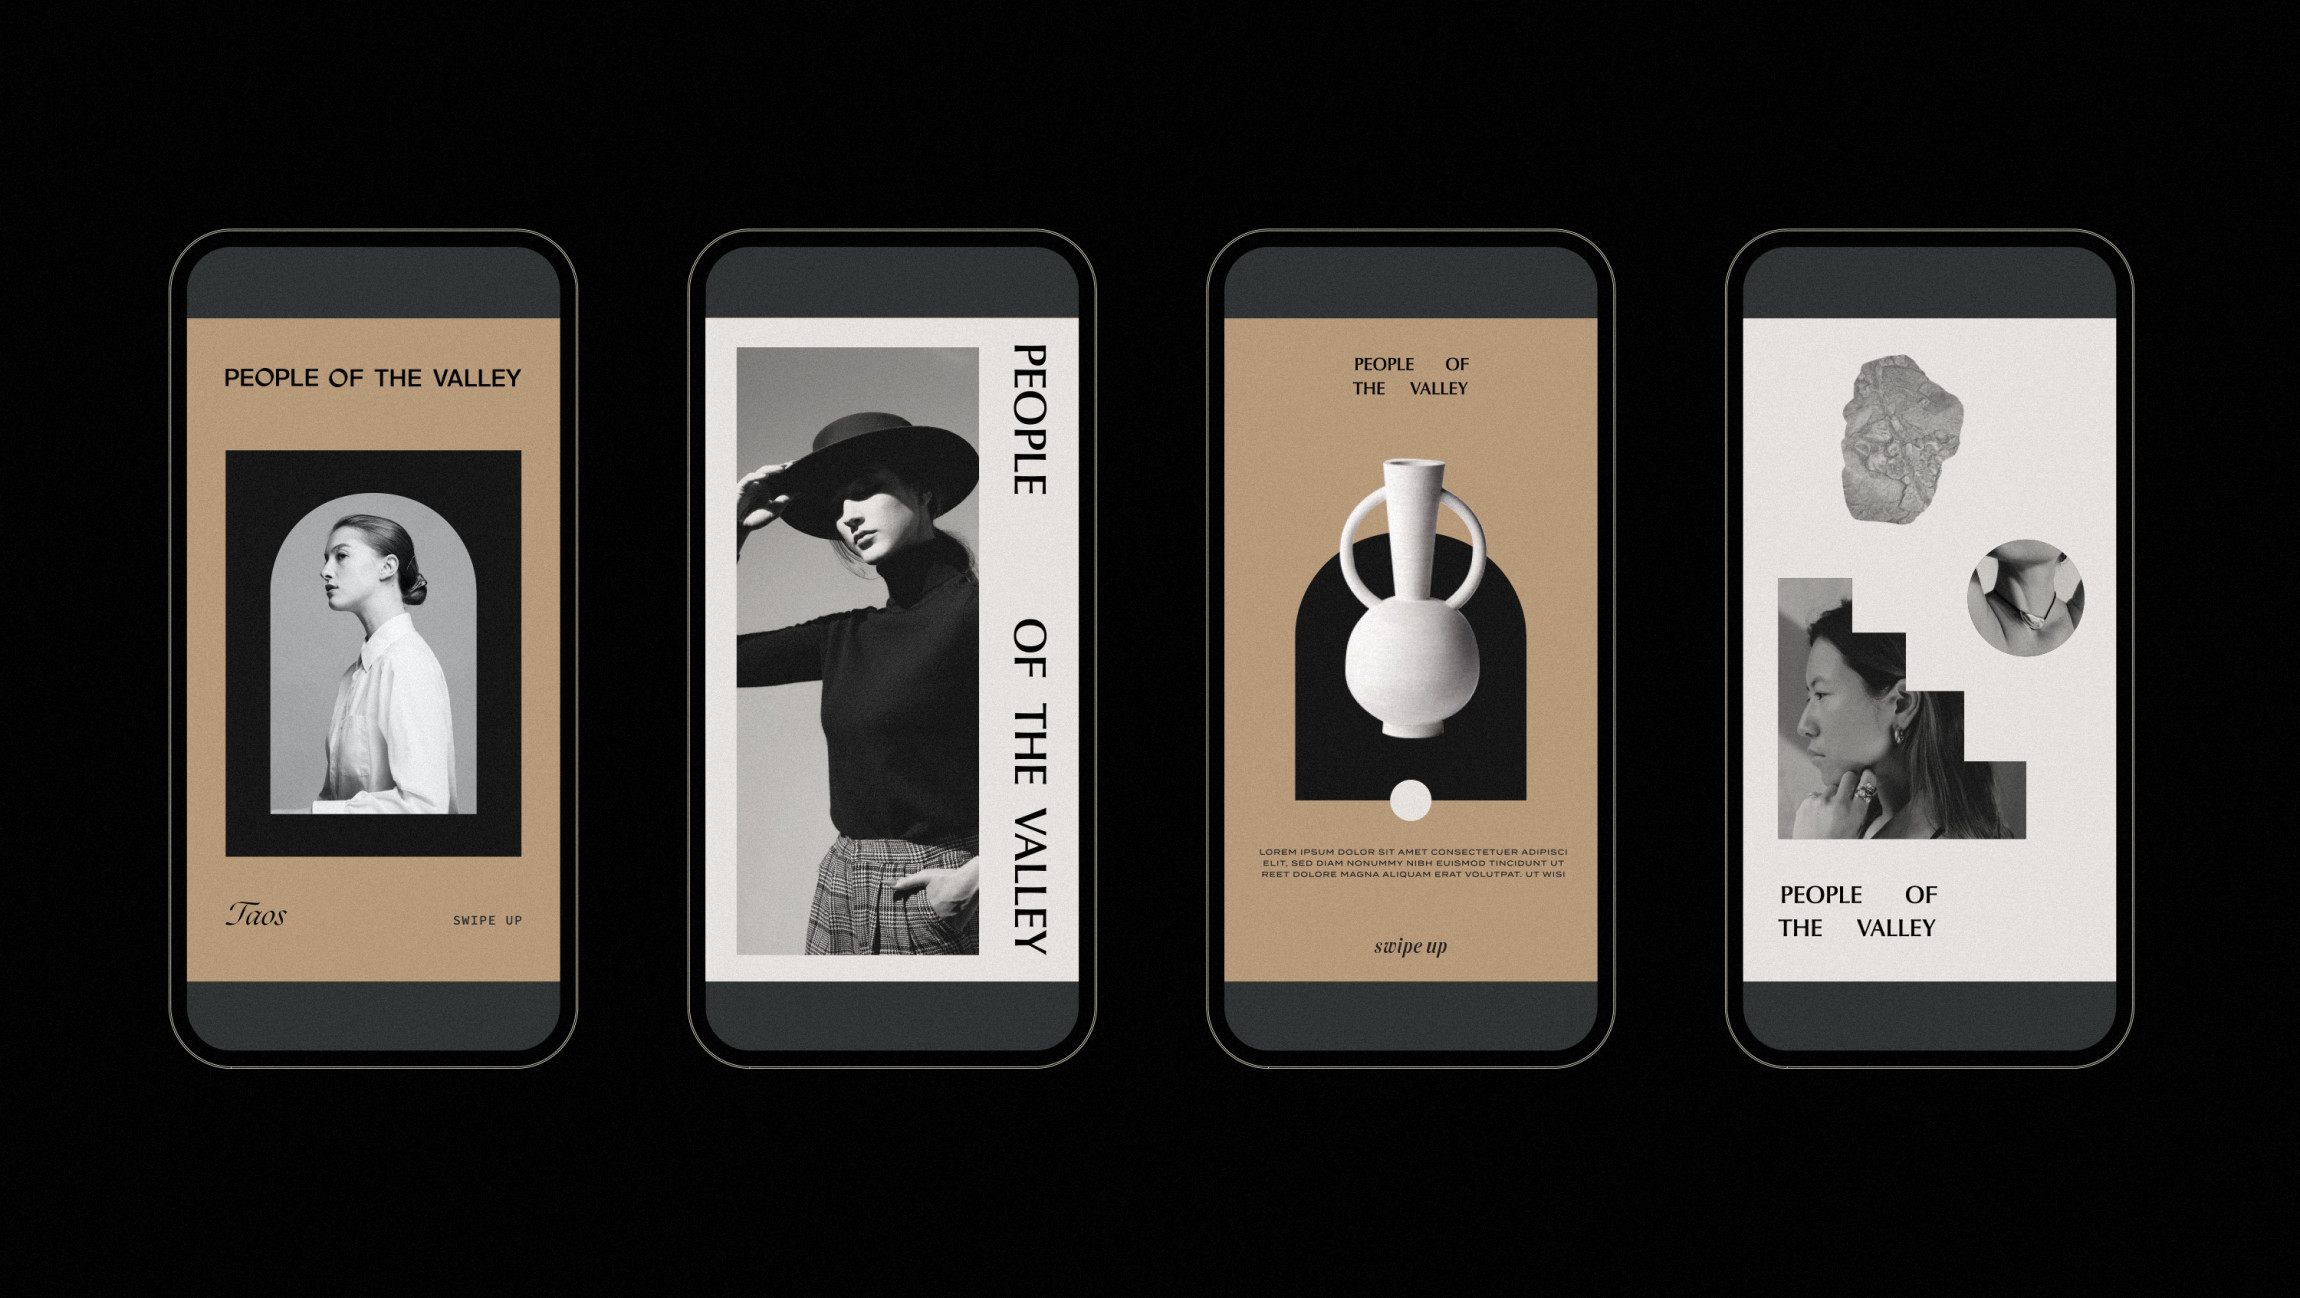 PEOPLE OF THE VALLEY
Taos
SWIPE UP
PEOPLE OF THE VALLEY
PEOPLE OF
THE VALLEY
LOREM IPSUM DOLOR SIT AMET CONSECTETUER ADIPISCI
ELIT, SED DIAM NONUMMY NIBH EUISMOD TINCIDUNT UT
REET DOLORE MAGNA ALIQUAM ERAT VOLUTPAT. UT WISI
swipe up
PEOPLE OF
THE VALLEY